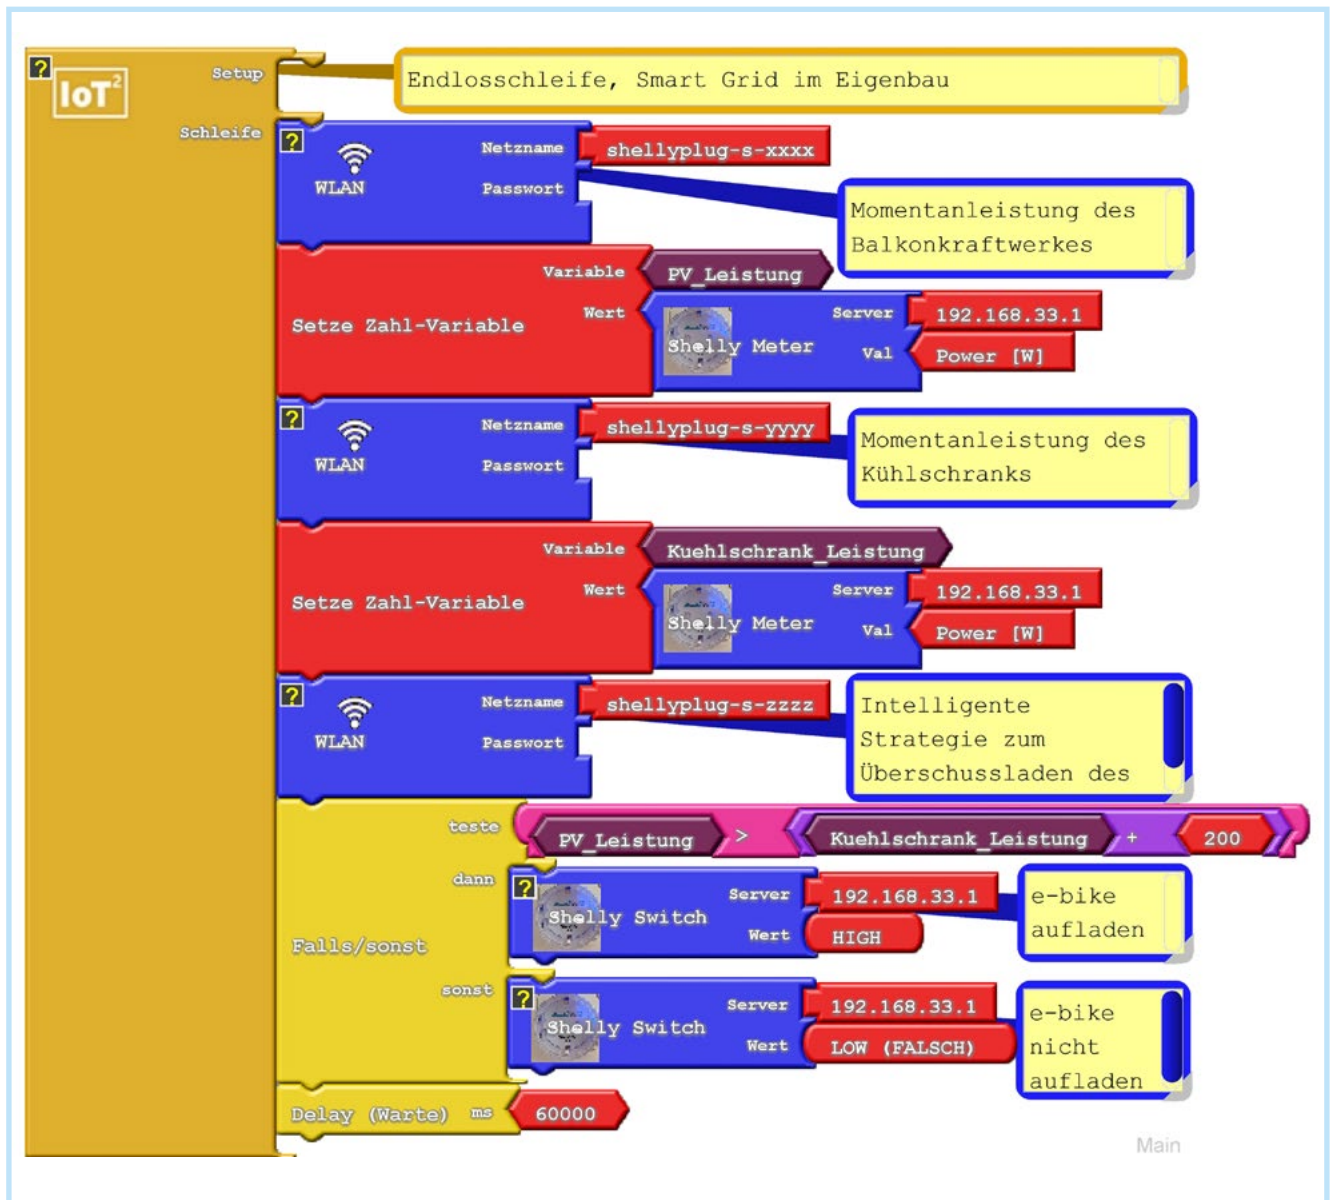 ?
IoT²
Setup
Endlosschleife, Smart Grid im Eigenbau
Schleife
?
WLAN
Netzname
shellyplug-s-xxxx
Passwort
Momentanleistung des
Balkonkraftwerkes
Setze Zahl-Variable
Variable
PV_Leistung
Wert
Shelly Meter
Server
192.168.33.1
Val
Power [W]
?
WLAN
Netzname
shellyplug-s-yyyy
Passwort
Momentanleistung des
Kühlschranks
Setze Zahl-Variable
Variable
Kuehlschrank_Leistung
Wert
Shelly Meter
Server
192.168.33.1
Val
Power [W]
?
WLAN
Netzname
shellyplug-s-zzzz
Passwort
Intelligente
Strategie zum
Überschussladen des
Falls/sonst
teste
PV_Leistung > Kuehlschrank_Leistung + 200
dann
?
Shelly Switch
Server
192.168.33.1
Wert
HIGH
e-bike
aufladen
sonst
?
Shelly Switch
Server
192.168.33.1
Wert
LOW (FALSCH)
e-bike
nicht
aufladen
Delay (Warte) ms 60000
Main